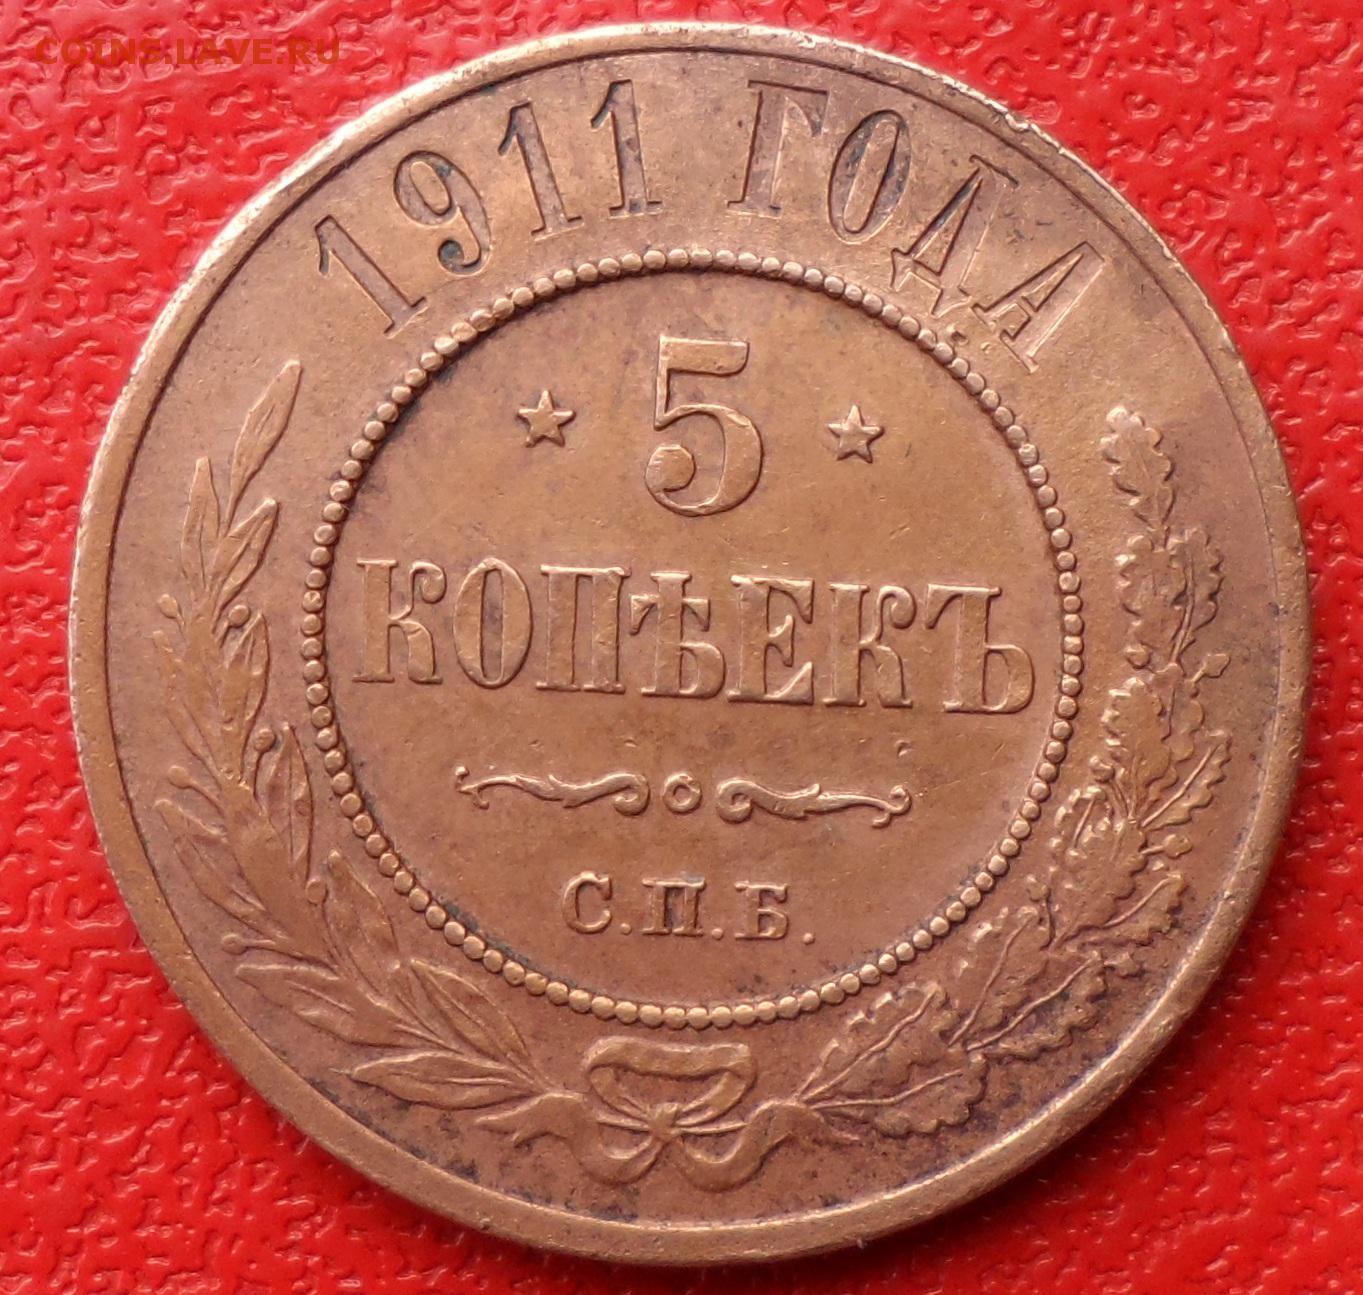 COINS.LAVE.RU
1911 ГОДА
5
КОПѢЕКЪ
С.П.Б.